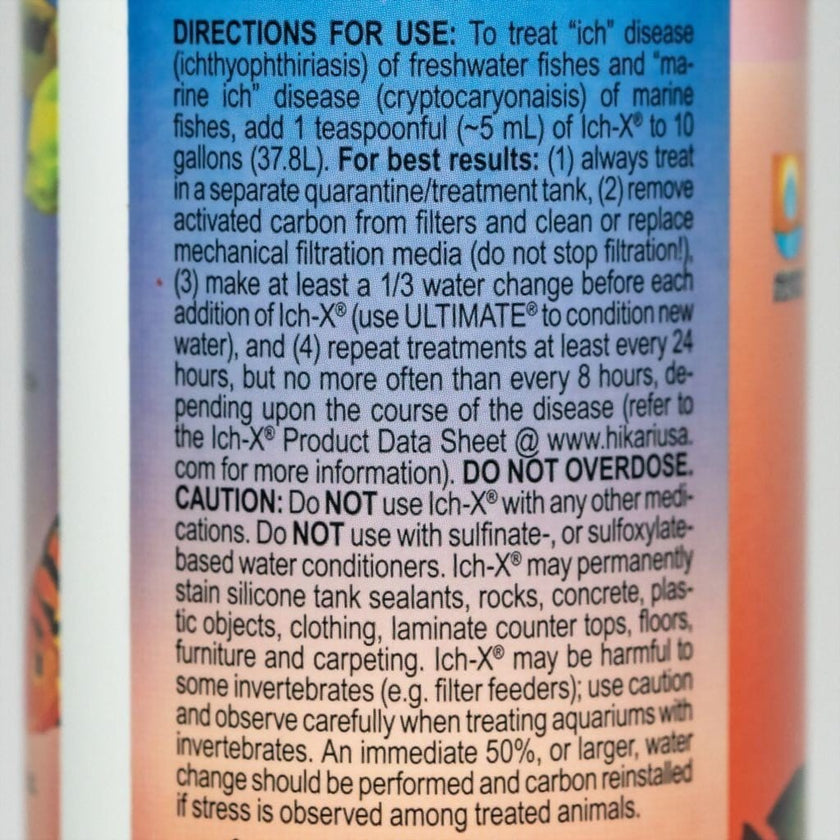 DIRECTIONS FOR USE: To treat “ich” disease
(ichthyophthiriasis) of freshwater fishes and “ma-
rine ich” disease (cryptocaryonaisis) of marine
fishes, add 1 teaspoonful (~5 mL) of Ich-X® to 10
gallons (37.8L). For best results: (1) always treat
in a separate quarantine/treatment tank, (2) remove
activated carbon from filters and clean or replace
mechanical filtration media (do not stop filtration!),
(3) make at least a 1/3 water change before each
addition of Ich-X® (use ULTIMATE® to condition new
water), and (4) repeat treatments at least every 24
hours, but no more often than every 8 hours, de-
pending upon the course of the disease (refer to
the Ich-X® Product Data Sheet @ www.hikariusa.
com for more information). DO NOT OVERDOSE.
CAUTION: Do NOT use Ich-X® with any other medi-
cations. Do NOT use with sulfinate-, or sulfoxylate-
based water conditioners. Ich-X® may permanently
stain silicone tank sealants, rocks, concrete, plas-
tic objects, clothing, laminate counter tops, floors,
furniture and carpeting. Ich-X® may be harmful to
some invertebrates (e.g. filter feeders); use caution
and observe carefully when treating aquariums with
invertebrates. An immediate 50%, or larger, water
change should be performed and carbon reinstalled
if stress is observed among treated animals.